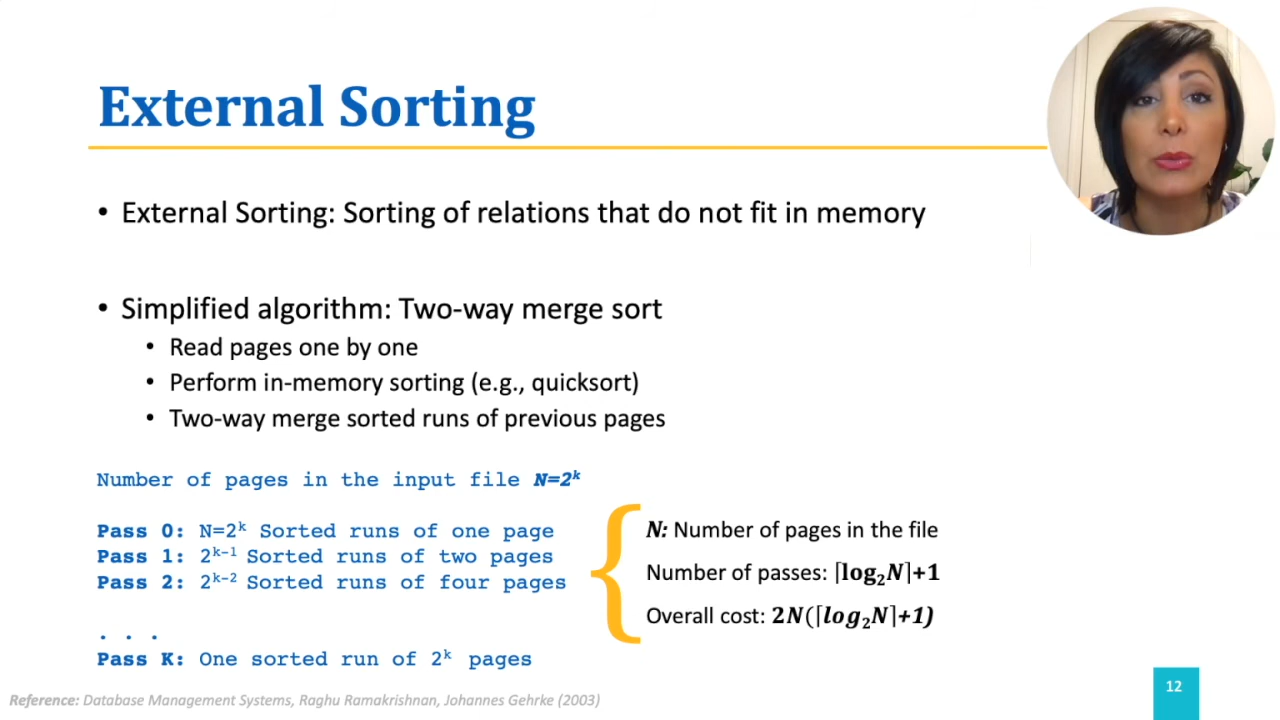 External Sorting
• External Sorting: Sorting of relations that do not fit in memory
• Simplified algorithm: Two-way merge sort
• Read pages one by one
• Perform in-memory sorting (e.g., quicksort)
• Two-way merge sorted runs of previous pages
Number of pages in the input file N=2ᵏ
Pass 0: N=2ᵏ Sorted runs of one page
Pass 1: 2ᵏ⁻¹ Sorted runs of two pages
Pass 2: 2ᵏ⁻² Sorted runs of four pages
. . .
Pass K: One sorted run of 2ᵏ pages
N: Number of pages in the file
Number of passes: ⌈log₂N⌉+1
Overall cost: 2N(⌈log₂N⌉+1)
Reference: Database Management Systems, Raghu Ramakrishnan, Johannes Gehrke (2003)
12